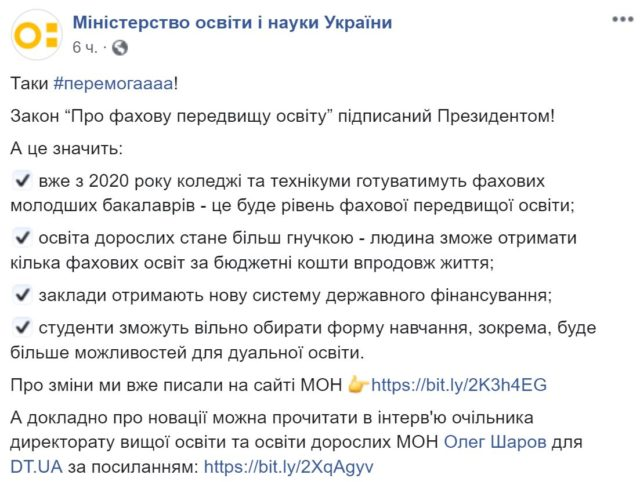 Міністерство освіти і науки України
6 ч. ·
Таки #перемогаааа!
Закон “Про фахову передвищу освіту” підписаний Президентом!
А це значить:
вже з 2020 року коледжі та технікуми готуватимуть фахових
молодших бакалаврів - це буде рівень фахової передвищої освіти;
освіта дорослих стане більш гнучкою - людина зможе отримати
кілька фахових освіт за бюджетні кошти впродовж життя;
заклади отримають нову систему державного фінансування;
студенти зможуть вільно обирати форму навчання, зокрема, буде
більше можливостей для дуальної освіти.
Про зміни ми вже писали на сайті МОН 👉https://bit.ly/2K3h4EG
А докладно про новації можна прочитати в інтерв'ю очільника
директорату вищої освіти та освіти дорослих МОН Олег Шаров для
DT.UA за посиланням: https://bit.ly/2XqAgyv